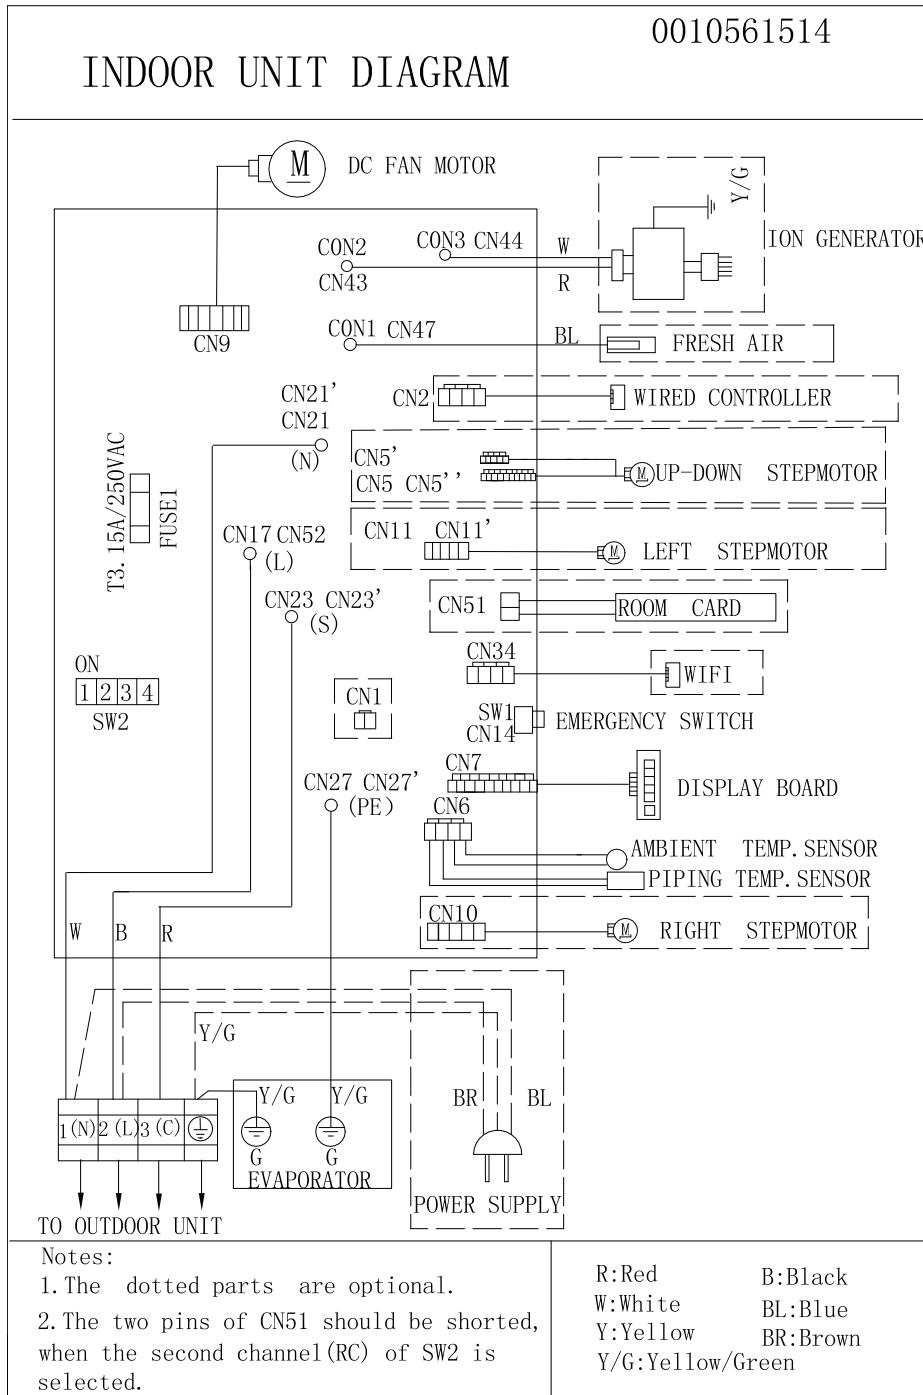 0010561514
INDOOR UNIT DIAGRAM
M
DC FAN MOTOR
Y/G
ION GENERATOR
CON3 CN44
W
CON2
CN43
R
CN9
CON1 CN47
BL
FRESH AIR
CN21'
CN21
(N)
CN2
WIRED CONTROLLER
CN5'
CN5 CN5''
M
UP-DOWN STEPMOTOR
T3.15A/250VAC
FUSE1
CN17 CN52
(L)
CN11 CN11'
M
LEFT STEPMOTOR
CN23 CN23'
(S)
CN51
ROOM CARD
ON
1 2 3 4
SW2
CN34
WIFI
CN1
SW1
CN14
EMERGENCY SWITCH
CN7
DISPLAY BOARD
CN27 CN27'
(PE)
CN6
AMBIENT TEMP.SENSOR
PIPING TEMP.SENSOR
CN10
M
RIGHT STEPMOTOR
W B R
Y/G
Y/G Y/G
BR BL
1(N) 2(L) 3(C)
G G
EVAPORATOR
POWER SUPPLY
TO OUTDOOR UNIT
Notes:
1.The dotted parts are optional.
2.The two pins of CN51 should be shorted,
when the second channel(RC) of SW2 is
selected.
R:Red B:Black
W:White BL:Blue
Y:Yellow BR:Brown
Y/G:Yellow/Green